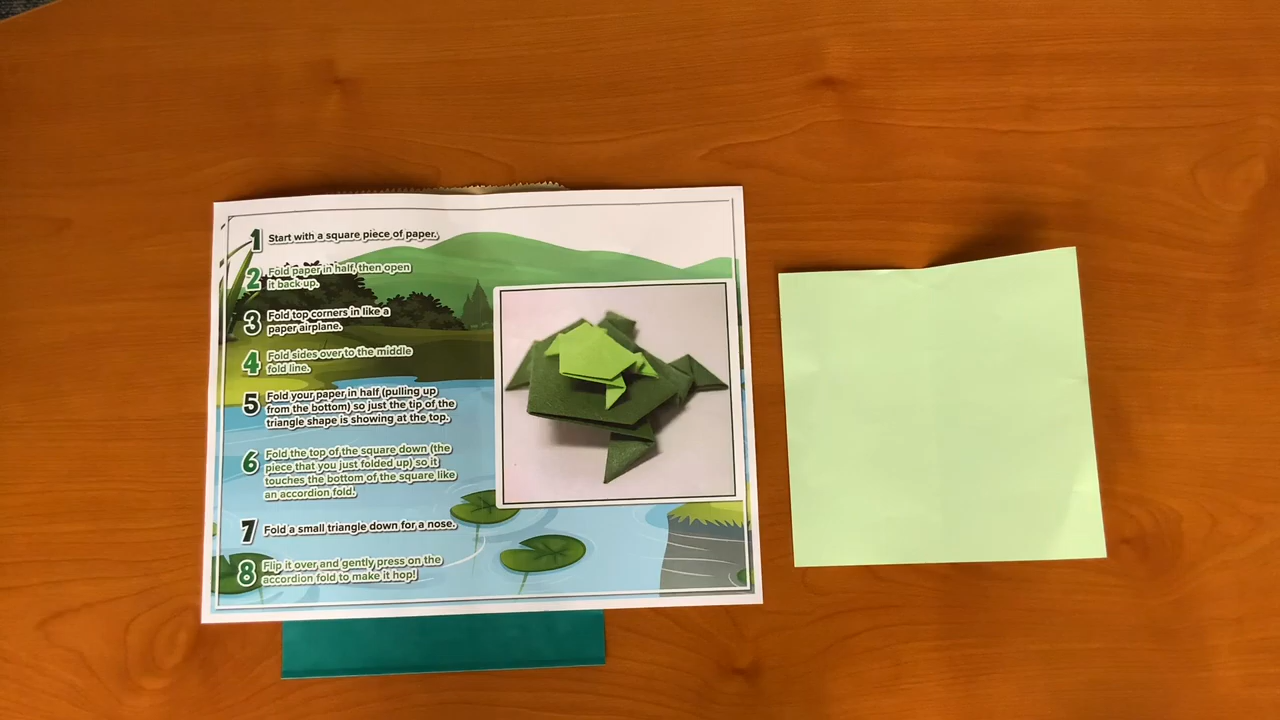 1 Start with a square piece of paper.
2 Fold paper in half, then open
it back up.
3 Fold top corners in like a
paper airplane.
4 Fold sides over to the middle
fold line.
5 Fold your paper in half (pulling up
from the bottom) so just the tip of the
triangle shape is showing at the top.
6 Fold the top of the square down (the
piece that you just folded up) so it
touches the bottom of the square like
an accordion fold.
7 Fold a small triangle down for a nose.
8 Flip it over and gently press on the
accordion fold to make it hop!